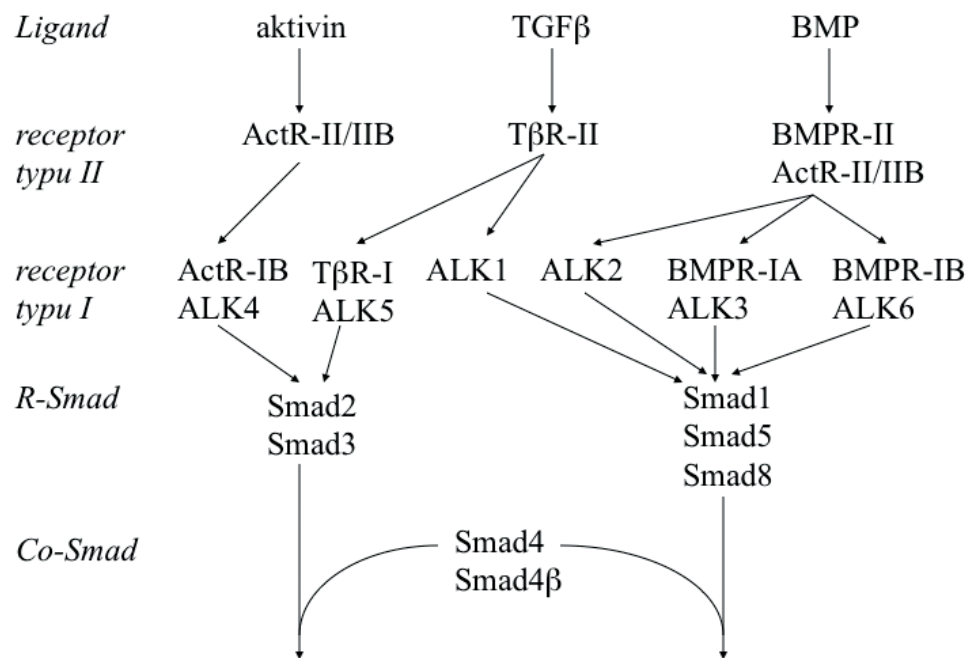 Ligand aktivin TGFβ BMP
receptor ActR-II/IIB TβR-II BMPR-II
typu II ActR-II/IIB
receptor ActR-IB TβR-I ALK1 ALK2 BMPR-IA BMPR-IB
typu I ALK4 ALK5 ALK3 ALK6
R-Smad Smad2 Smad1
Smad3 Smad5
Smad8
Co-Smad Smad4
Smad4β